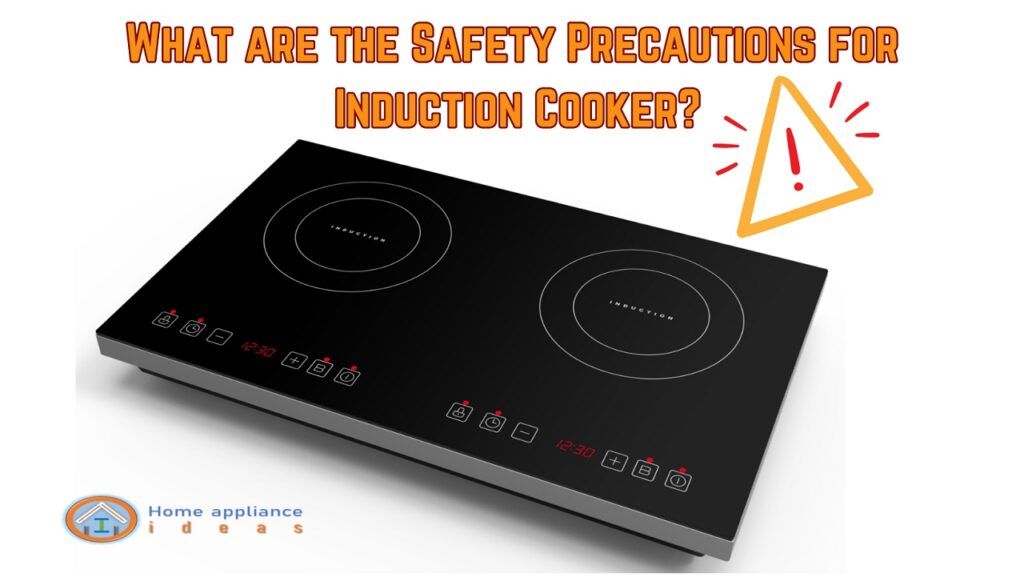 What are the Safety Precautions for
Induction Cooker?
INDUCTION
INDUCTION
12:30
B
12:30
B
Home appliance
ideas